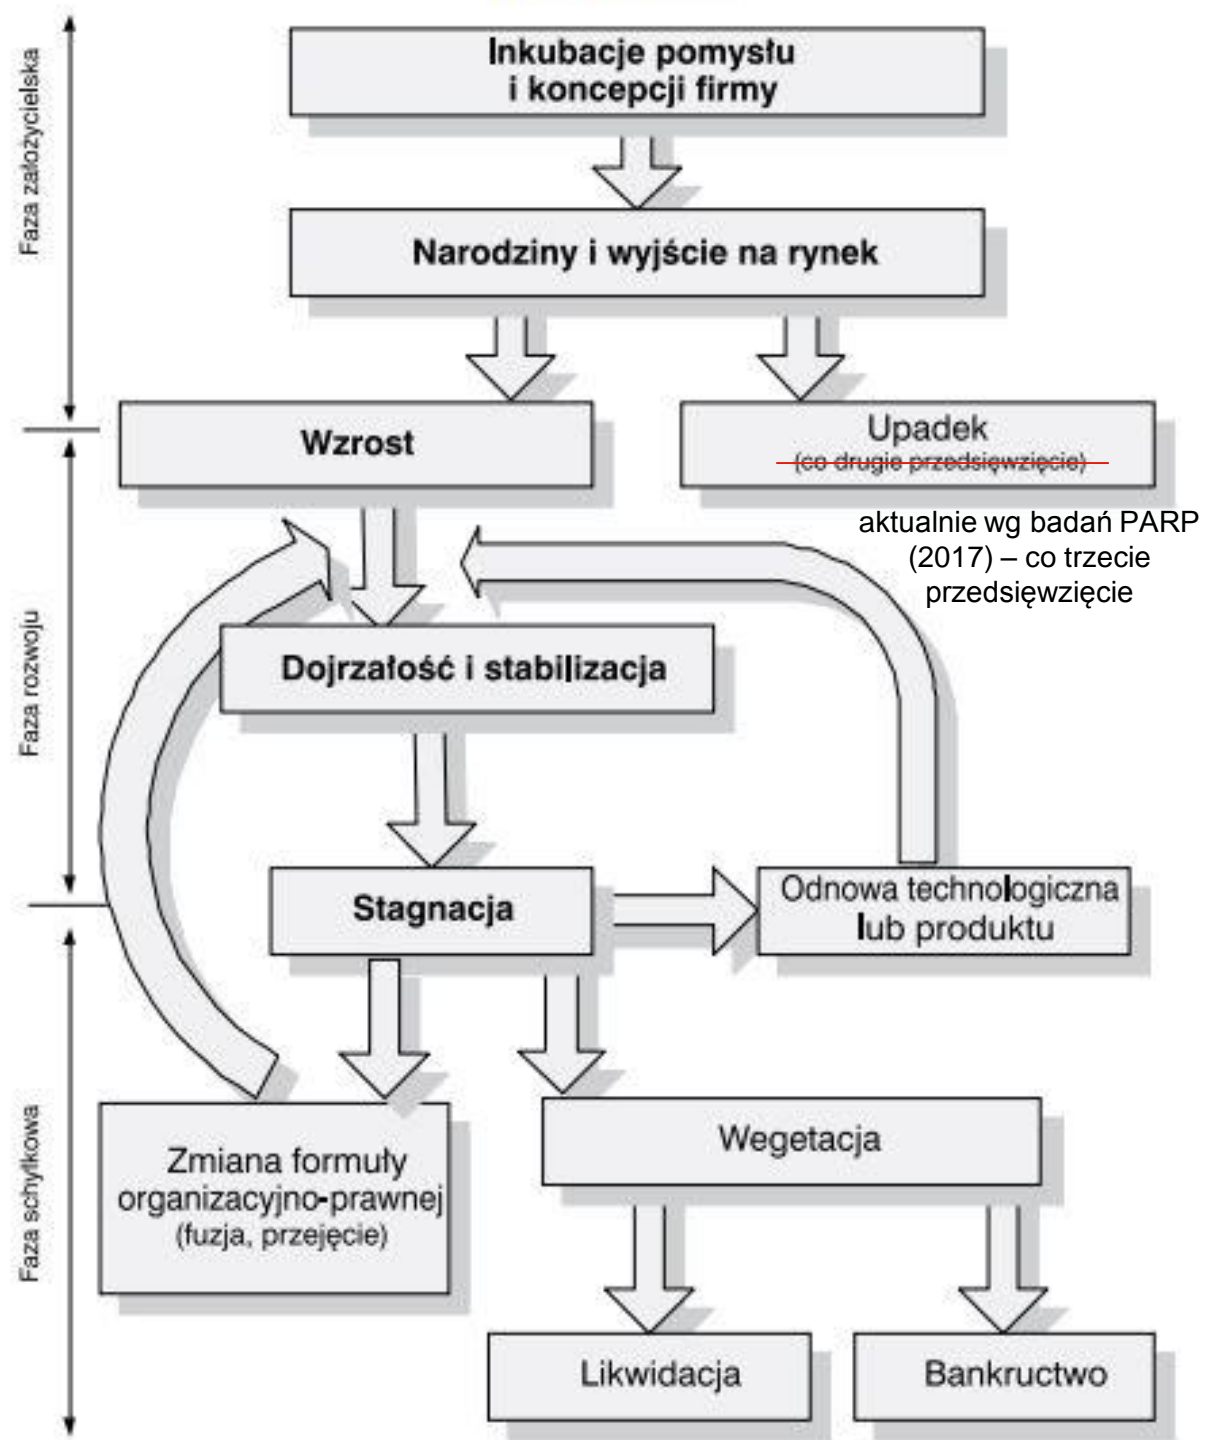 Faza założycielska
Inkubacje pomysłu
i koncepcji firmy
Narodziny i wyjście na rynek
Wzrost
Upadek
(co drugie przedsięwzięcie)
aktualnie wg badań PARP
(2017) – co trzecie
przedsięwzięcie
Faza rozwoju
Dojrzałość i stabilizacja
Stagnacja
Odnowa technologiczna
lub produktu
Faza schyłkowa
Zmiana formuły
organizacyjno-prawnej
(fuzja, przejęcie)
Wegetacja
Likwidacja
Bankructwo